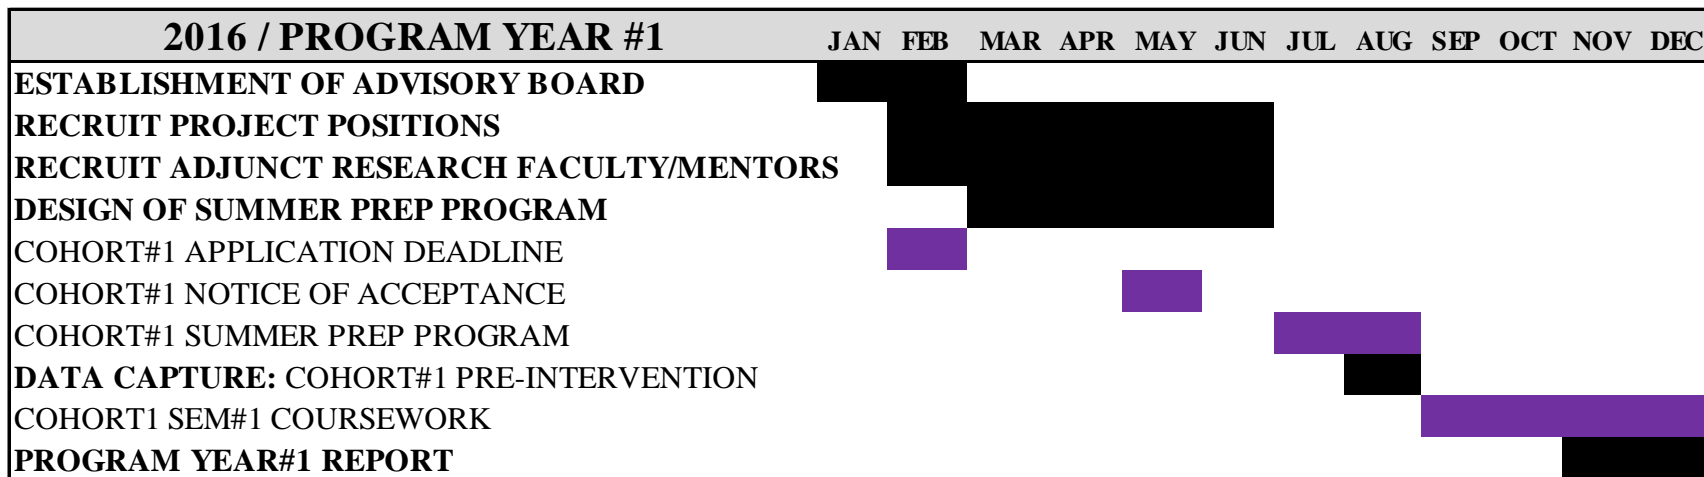 2016 / PROGRAM YEAR #1 JAN FEB MAR APR MAY JUN JUL AUG SEP OCT NOV DEC
ESTABLISHMENT OF ADVISORY BOARD
RECRUIT PROJECT POSITIONS
RECRUIT ADJUNCT RESEARCH FACULTY/MENTORS
DESIGN OF SUMMER PREP PROGRAM
COHORT#1 APPLICATION DEADLINE
COHORT#1 NOTICE OF ACCEPTANCE
COHORT#1 SUMMER PREP PROGRAM
DATA CAPTURE: COHORT#1 PRE-INTERVENTION
COHORT1 SEM#1 COURSEWORK
PROGRAM YEAR#1 REPORT